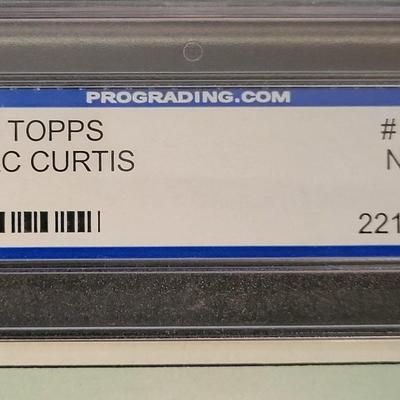 PROGRADING.COM
TOPPS #
C CURTIS N
221